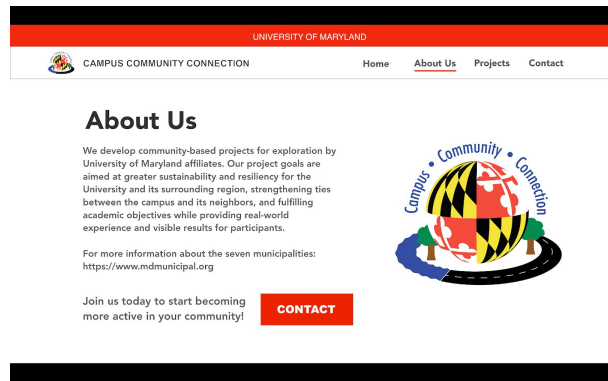 UNIVERSITY OF MARYLAND
CAMPUS COMMUNITY CONNECTION
Home About Us Projects Contact
About Us
We develop community-based projects for exploration by
University of Maryland affiliates. Our project goals are
aimed at greater sustainability and resiliency for the
University and its surrounding region, strengthening ties
between the campus and its neighbors, and fulfilling
academic objectives while providing real-world
experience and visible results for participants.
For more information about the seven municipalities:
https://www.mdmunicipal.org
Join us today to start becoming
more active in your community!
CONTACT
Campus • Community • Connection